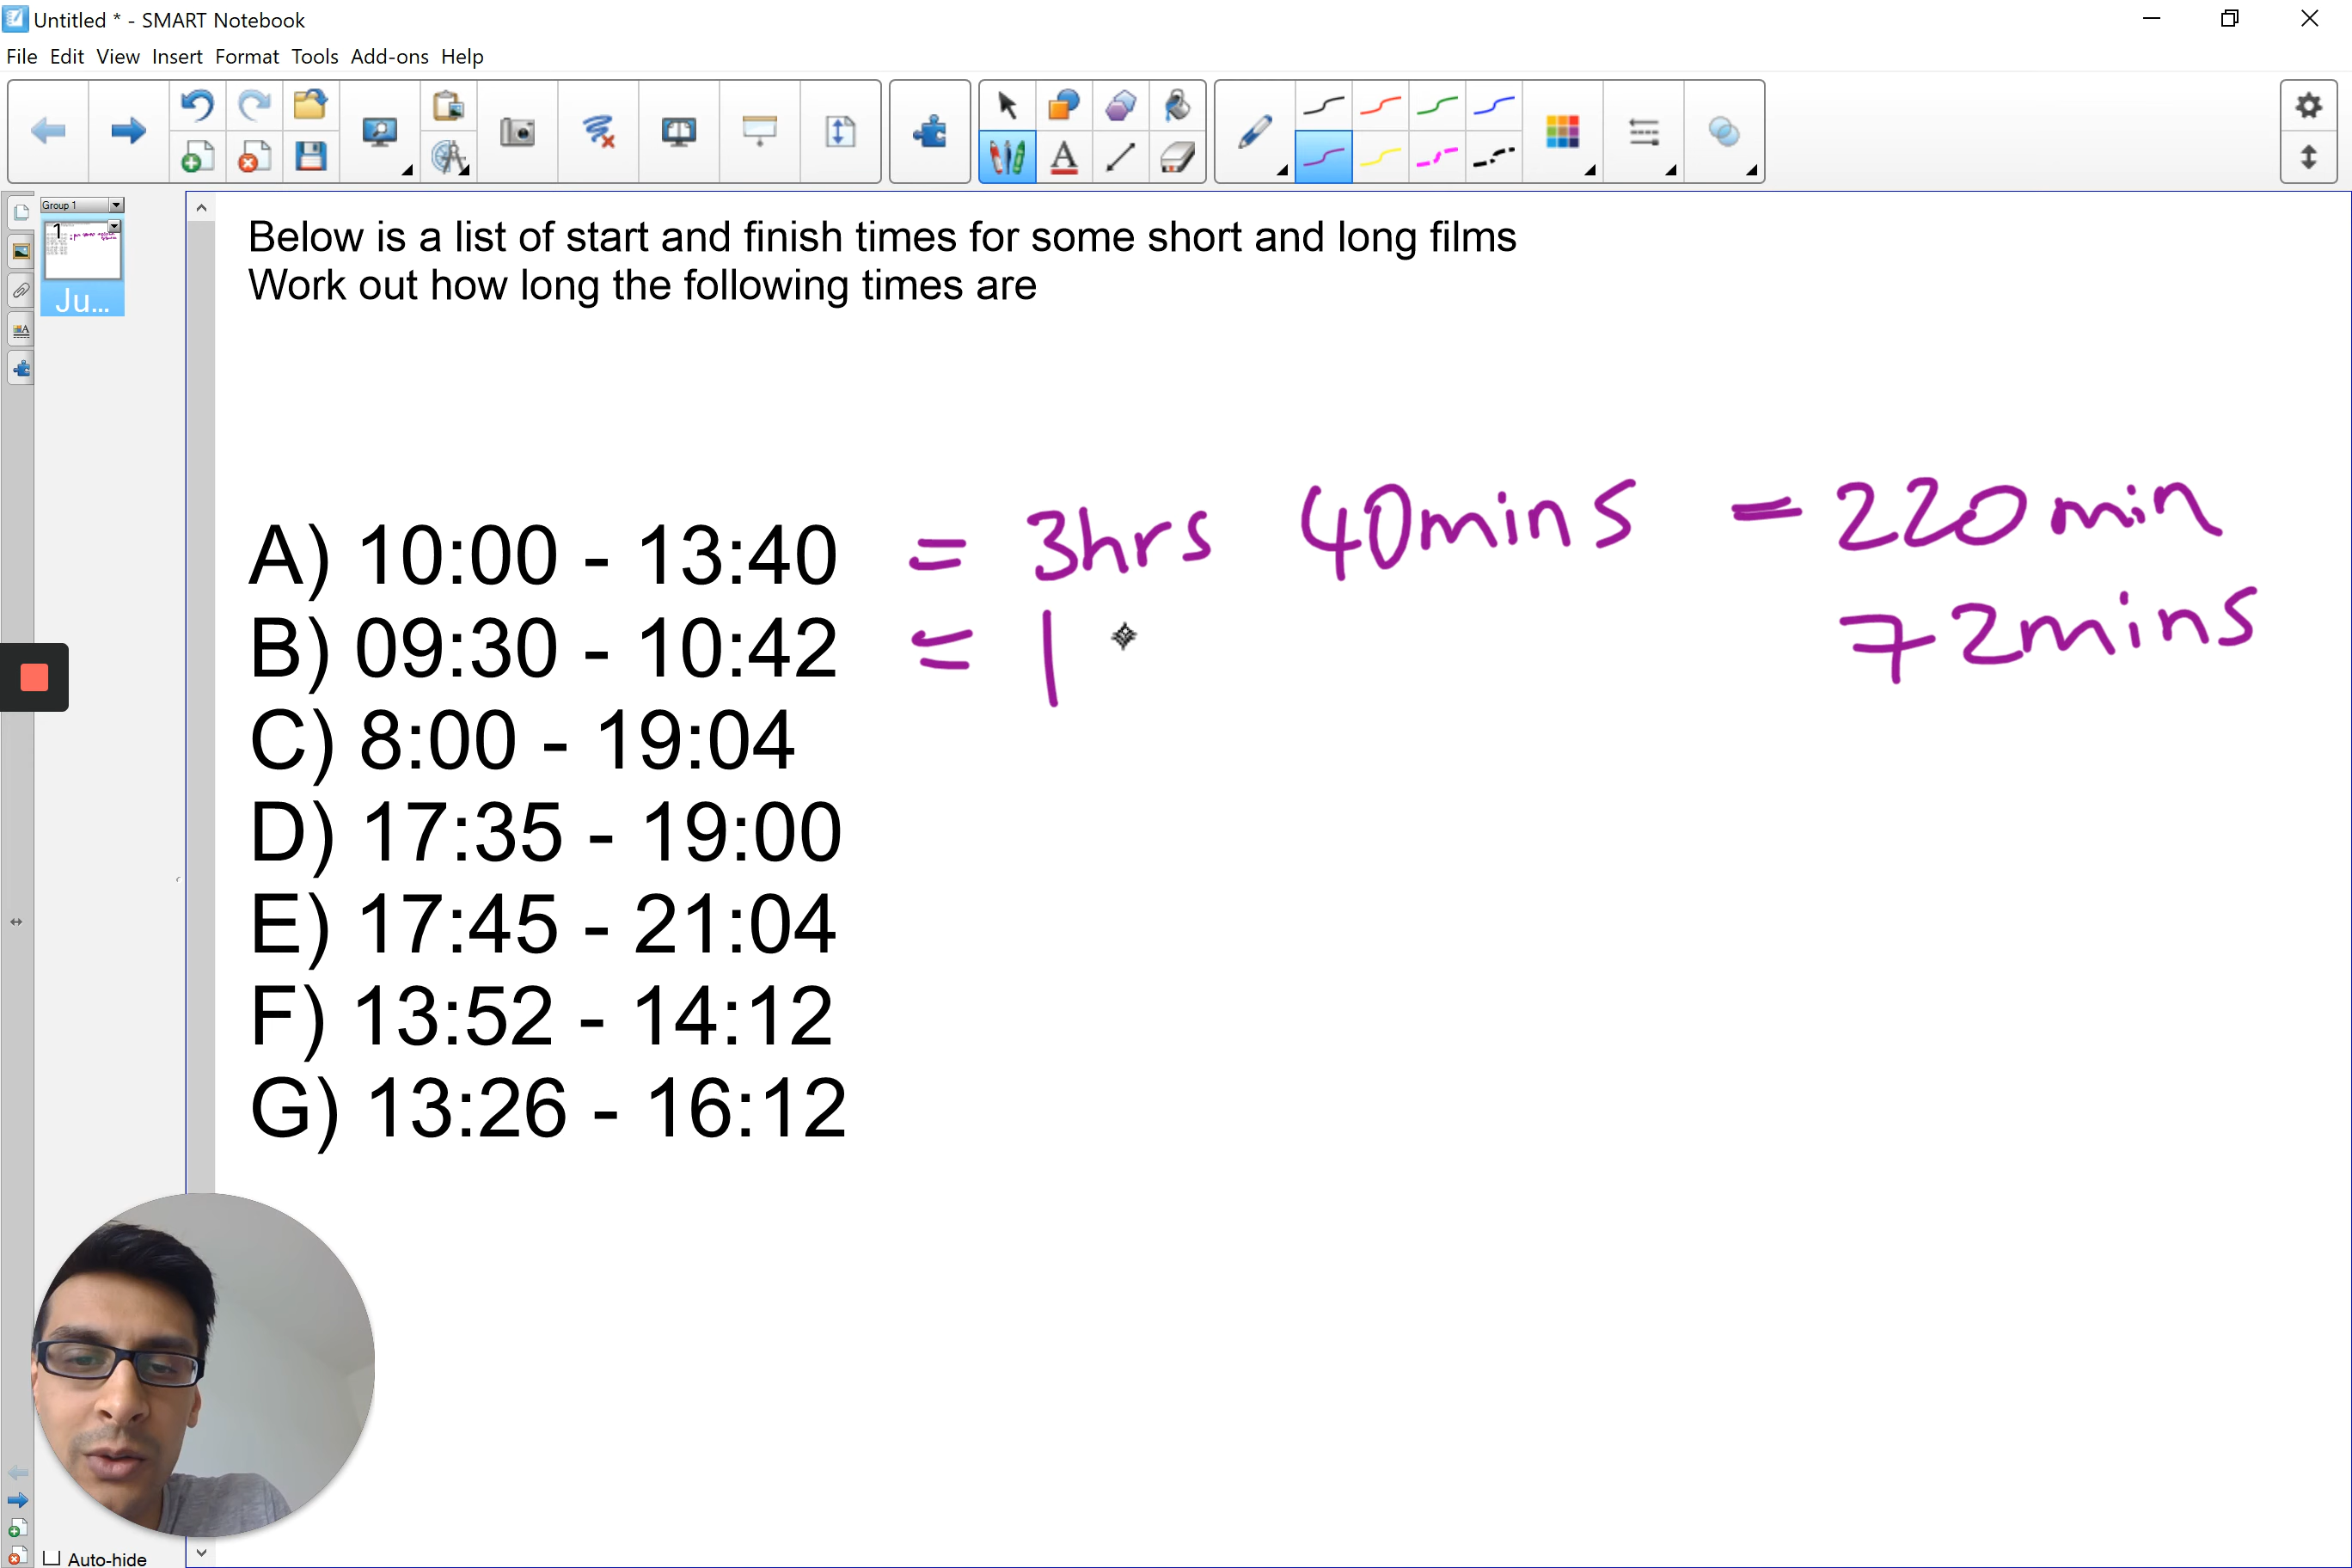 Untitled * - SMART Notebook
File Edit View Insert Format Tools Add-ons Help
Group 1
1
Ju...
Below is a list of start and finish times for some short and long films
Work out how long the following times are
A) 10:00 - 13:40 = 3hrs 40mins = 220min
B) 09:30 - 10:42 = 1 72mins
C) 8:00 - 19:04
D) 17:35 - 19:00
E) 17:45 - 21:04
F) 13:52 - 14:12
G) 13:26 - 16:12
Auto-hide